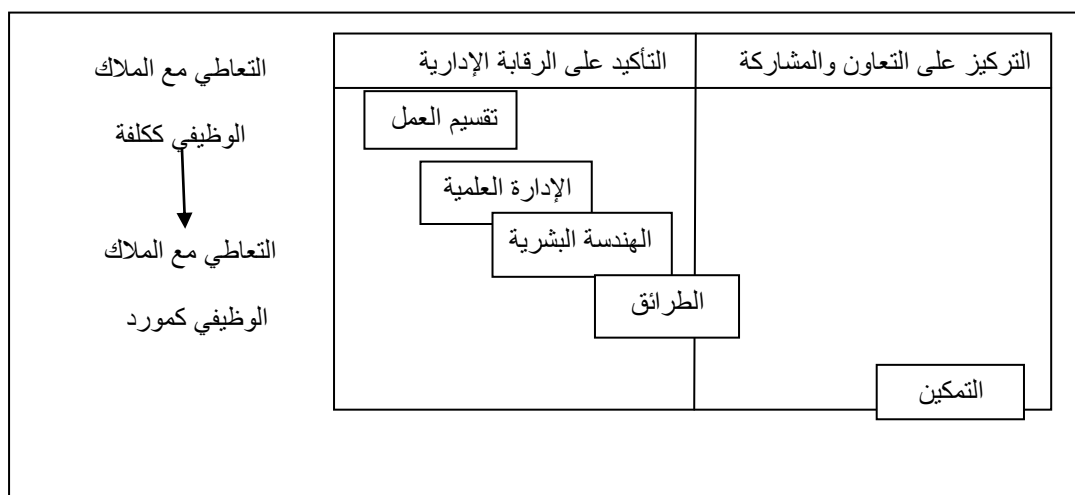 التركيز على التعاون والمشاركة
التأكيد على الرقابة الإدارية
التعاطي مع الملاك
الوظيفي ككلفة
التعاطي مع الملاك
الوظيفي كمورد
تقسيم العمل
الإدارة العلمية
الهندسة البشرية
الطرائق
التمكين